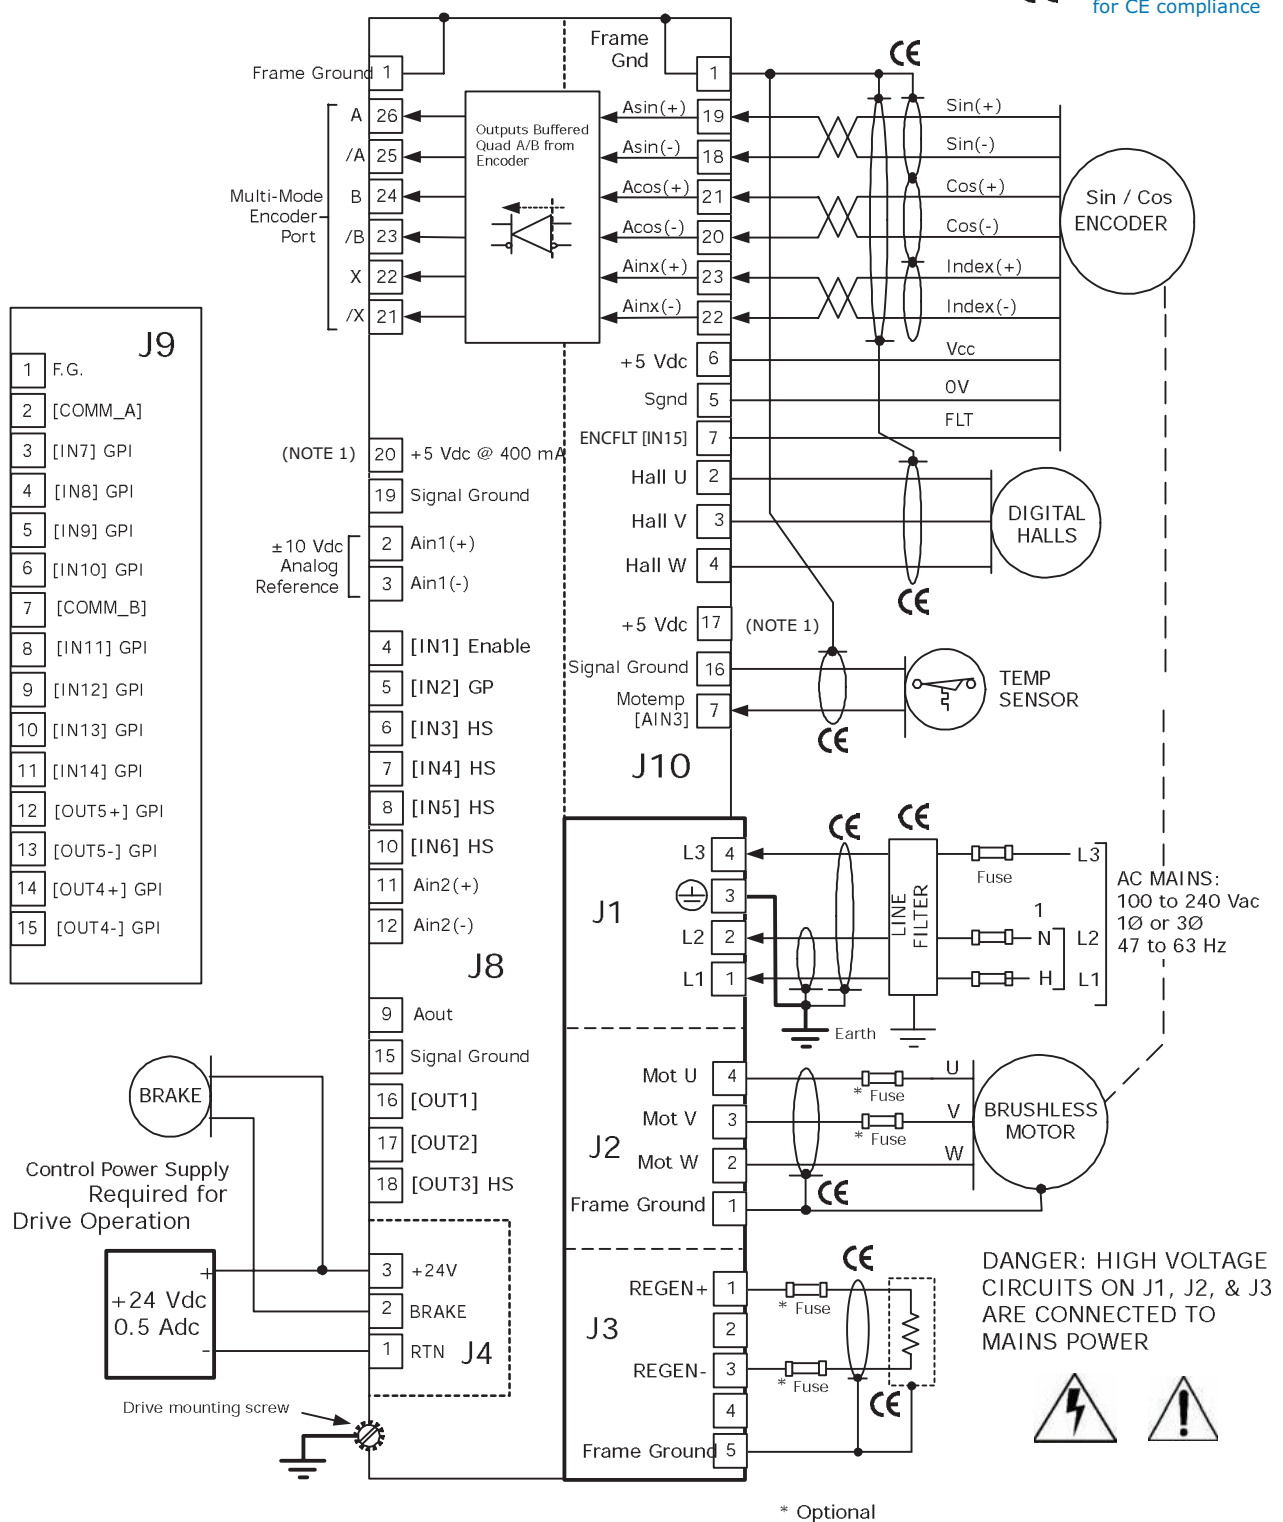 for CE compliance
Frame Ground 1
Frame
Gnd 1
CE
A 26
/A 25
B 24
/B 23
X 22
/X 21
Multi-Mode
Encoder
Port
Outputs Buffered
Quad A/B from
Encoder
Asin(+) 19 Sin(+)
Asin(-) 18 Sin(-)
Acos(+) 21 Cos(+)
Acos(-) 20 Cos(-)
Ainx(+) 23 Index(+)
Ainx(-) 22 Index(-)
+5 Vdc 6 Vcc
Sgnd 5 0V
ENCFLT [IN15] 7 FLT
Sin / Cos
ENCODER
Hall U 2
Hall V 3
Hall W 4
DIGITAL
HALLS
CE
+5 Vdc 17 (NOTE 1)
Signal Ground 16
Motemp
[AIN3] 7
TEMP
SENSOR
CE
J10
J9
1 F.G.
2 [COMM_A]
3 [IN7] GPI
4 [IN8] GPI
5 [IN9] GPI
6 [IN10] GPI
7 [COMM_B]
8 [IN11] GPI
9 [IN12] GPI
10 [IN13] GPI
11 [IN14] GPI
12 [OUT5+] GPI
13 [OUT5-] GPI
14 [OUT4+] GPI
15 [OUT4-] GPI
(NOTE 1) 20 +5 Vdc @ 400 mA
19 Signal Ground
±10 Vdc
Analog
Reference
2 Ain1(+)
3 Ain1(-)
4 [IN1] Enable
5 [IN2] GP
6 [IN3] HS
7 [IN4] HS
8 [IN5] HS
10 [IN6] HS
11 Ain2(+)
12 Ain2(-)
J8
9 Aout
15 Signal Ground
16 [OUT1]
17 [OUT2]
18 [OUT3] HS
BRAKE
Control Power Supply
Required for
Drive Operation
+
+24 Vdc
0.5 Adc
-
3 +24V
2 BRAKE
1 RTN
J4
Drive mounting screw
J1
L3 4
3
L2 2
L1 1
CE
CE
LINE
FILTER
Fuse
L3
1
N L2
H L1
AC MAINS:
100 to 240 Vac
1Ø or 3Ø
47 to 63 Hz
Earth
J2
Mot U 4 U
* Fuse
Mot V 3 V
* Fuse
Mot W 2 W
Frame Ground 1
CE
BRUSHLESS
MOTOR
J3
CE
REGEN+ 1
* Fuse
2
REGEN- 3
* Fuse
4
CE
Frame Ground 5
DANGER: HIGH VOLTAGE
CIRCUITS ON J1, J2, & J3
ARE CONNECTED TO
MAINS POWER
* Optional